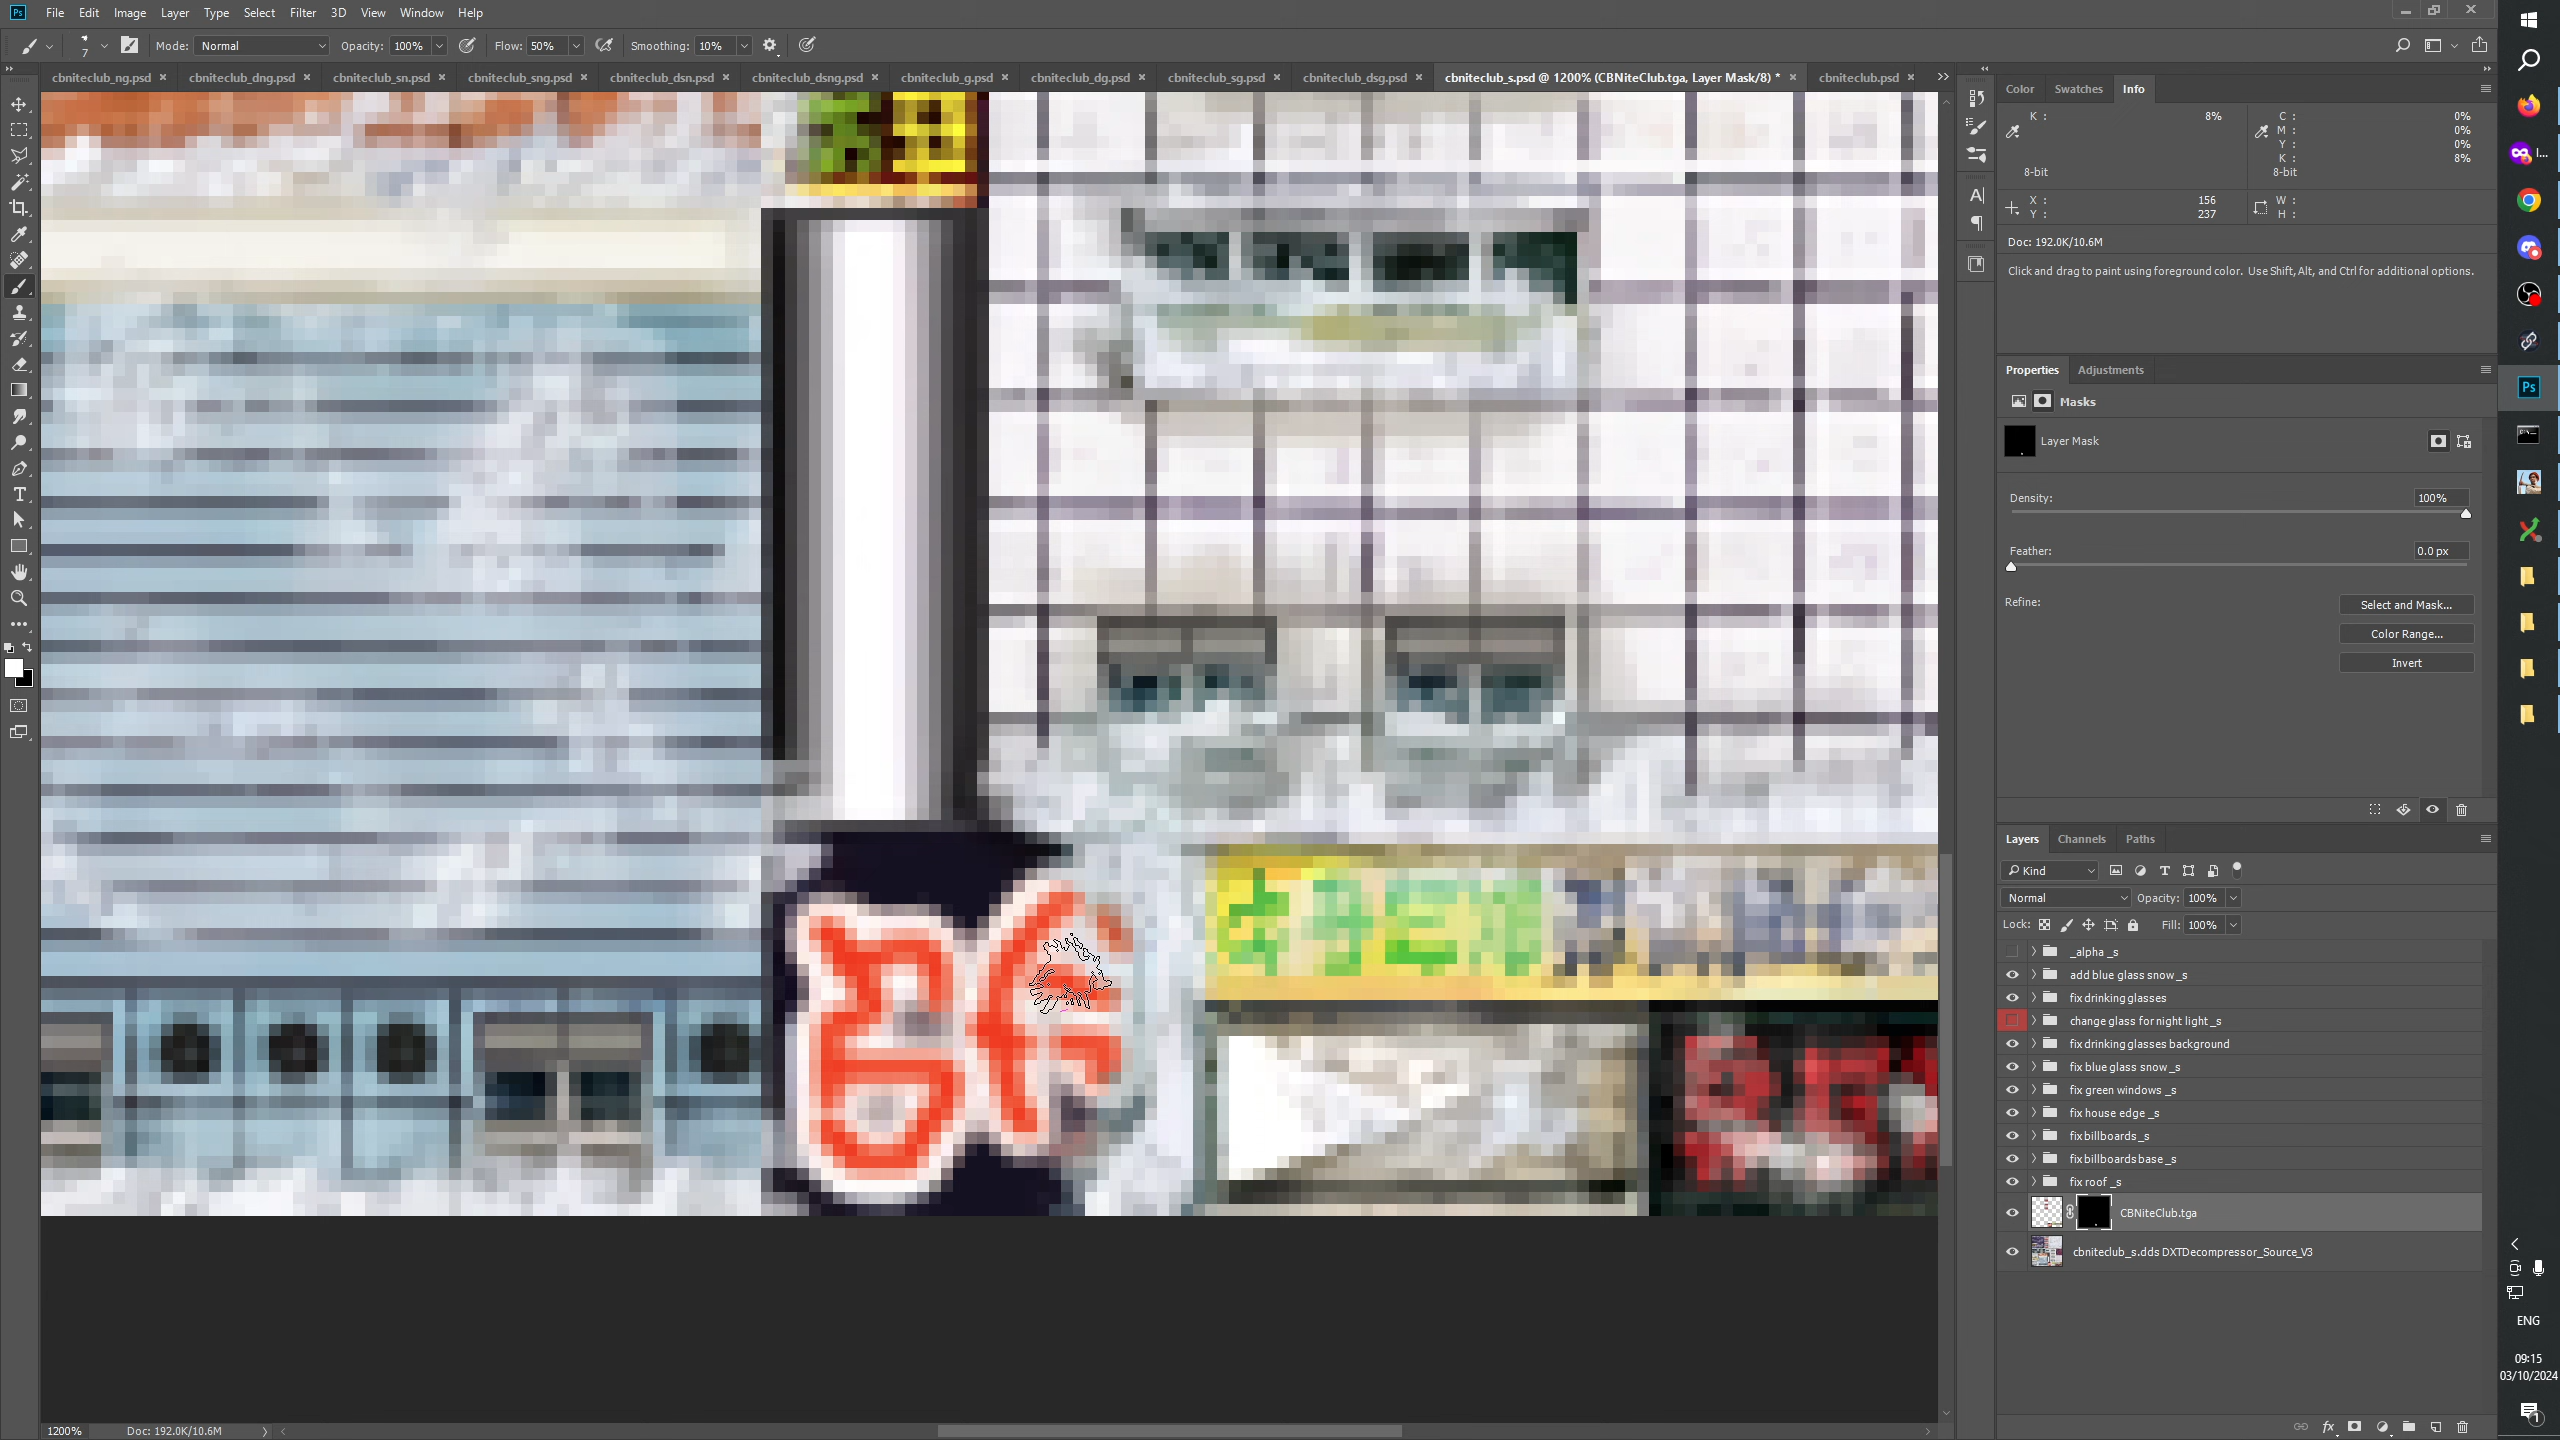 Ps File Edit Image Layer Type Select Filter 3D View Window Help
7 Mode: Normal Opacity: 100% Flow: 50% Smoothing: 10%
cbniteclub_ng.psd × cbniteclub_dng.psd × cbniteclub_sn.psd × cbniteclub_sng.psd × cbniteclub_dsn.psd × cbniteclub_dsng.psd × cbniteclub_g.psd × cbniteclub_dg.psd × cbniteclub_sg.psd × cbniteclub_dsg.psd × cbniteclub_s.psd @ 1200% (CBNiteClub.tga, Layer Mask/8) * × cbniteclub.psd ×
Color Swatches Info
K : 8% C : 0%
M : 0%
Y : 0%
K : 8%
8-bit 8-bit
X : 156 W :
Y : 237 H :
Doc: 192.0K/10.6M
Click and drag to paint using foreground color. Use Shift, Alt, and Ctrl for additional options.
Properties Adjustments
Masks
Layer Mask
Density: 100%
Feather: 0.0 px
Refine: Select and Mask...
Color Range...
Invert
Layers Channels Paths
Kind
Normal Opacity: 100%
Lock: Fill: 100%
_alpha _s
add blue glass snow _s
fix drinking glasses
change glass for night light _s
fix drinking glasses background
fix blue glass snow _s
fix green windows _s
fix house edge _s
fix billboards _s
fix billboards base _s
fix roof _s
CBNiteClub.tga
cbniteclub_s.dds DXTDecompressor_Source_V3
1200% Doc: 192.0K/10.6M
I...
Ps
ENG
09:15
03/10/2024
1